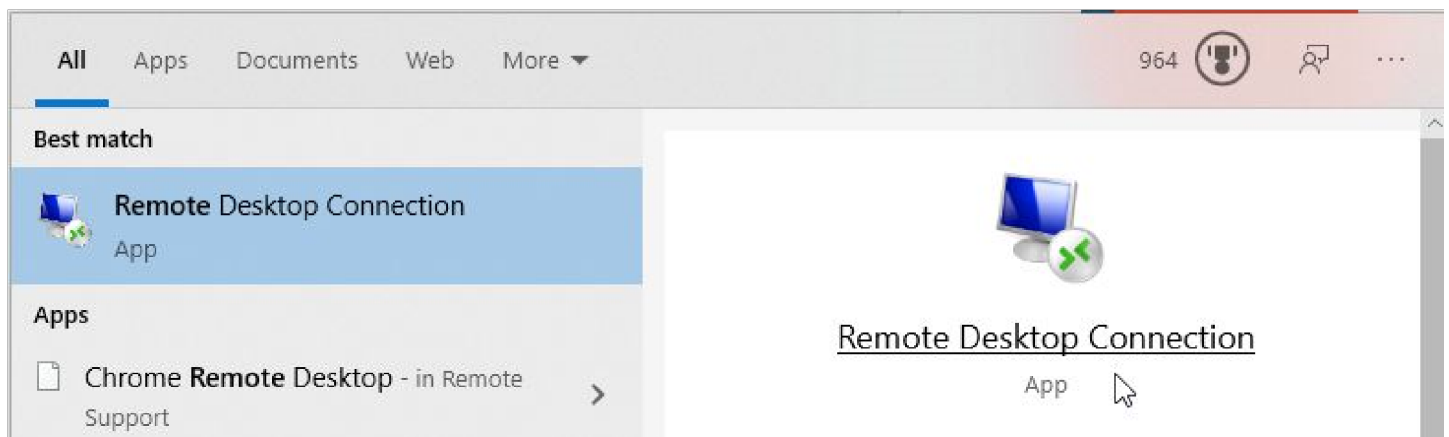 All Apps Documents Web More 964 ...
Best match
Remote Desktop Connection
App
Apps
Chrome Remote Desktop - in Remote
Support
Remote Desktop Connection
App